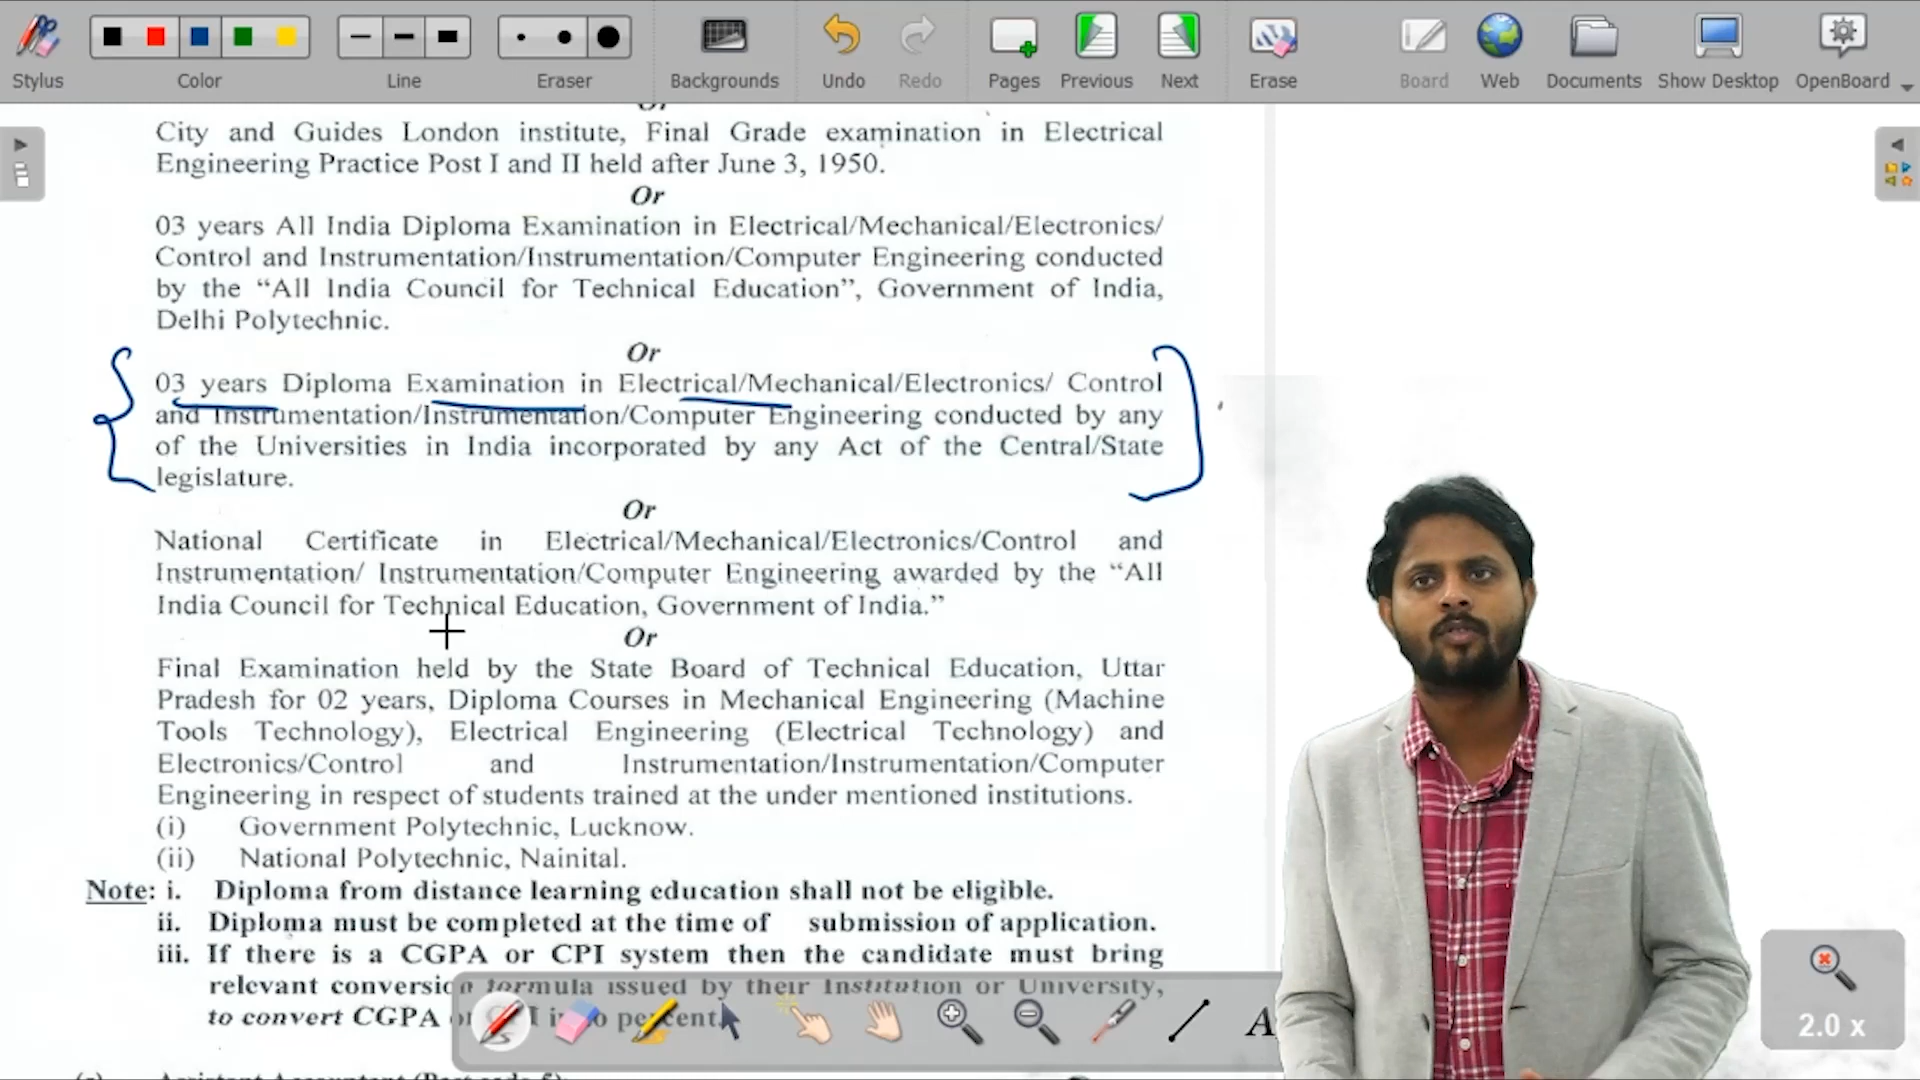 Stylus Color Line Eraser Backgrounds Undo Redo Pages Previous Next Erase Board Web Documents Show Desktop OpenBoard
Or
City and Guides London institute, Final Grade examination in Electrical
Engineering Practice Post I and II held after June 3, 1950.
Or
03 years All India Diploma Examination in Electrical/Mechanical/Electronics/
Control and Instrumentation/Instrumentation/Computer Engineering conducted
by the “All India Council for Technical Education”, Government of India,
Delhi Polytechnic.
Or
03 years Diploma Examination in Electrical/Mechanical/Electronics/ Control
and Instrumentation/Instrumentation/Computer Engineering conducted by any
of the Universities in India incorporated by any Act of the Central/State
legislature.
Or
National Certificate in Electrical/Mechanical/Electronics/Control and
Instrumentation/ Instrumentation/Computer Engineering awarded by the “All
India Council for Technical Education, Government of India.”
Or
Final Examination held by the State Board of Technical Education, Uttar
Pradesh for 02 years, Diploma Courses in Mechanical Engineering (Machine
Tools Technology), Electrical Engineering (Electrical Technology) and
Electronics/Control and Instrumentation/Instrumentation/Computer
Engineering in respect of students trained at the under mentioned institutions.
(i) Government Polytechnic, Lucknow.
(ii) National Polytechnic, Nainital.
Note: i. Diploma from distance learning education shall not be eligible.
ii. Diploma must be completed at the time of submission of application.
iii. If there is a CGPA or CPI system then the candidate must bring
relevant conversion formula issued by their Institution or University,
to convert CGPA percent.
A
2.0 x